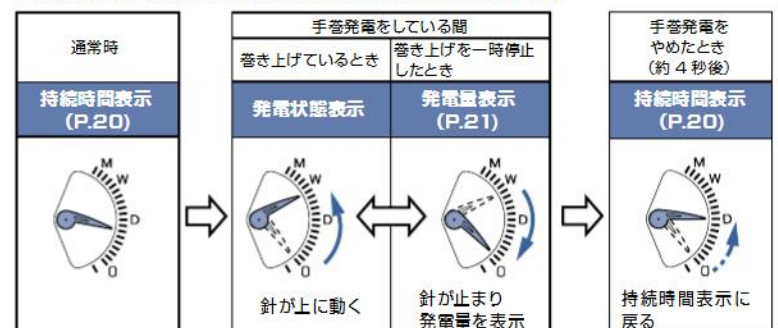 通常時
持続時間表示
(P.20)
M
W
D
0
手巻発電をしている間
巻き上げているとき
発電状態表示
M
W
D
0
針が上に動く
巻き上げを一時停止
したとき
発電量表示
(P.21)
M
W
D
0
針が止まり
発電量を表示
手巻発電を
やめたとき
(約 4 秒後)
持続時間表示
(P.20)
M
W
D
0
持続時間表示に
戻る